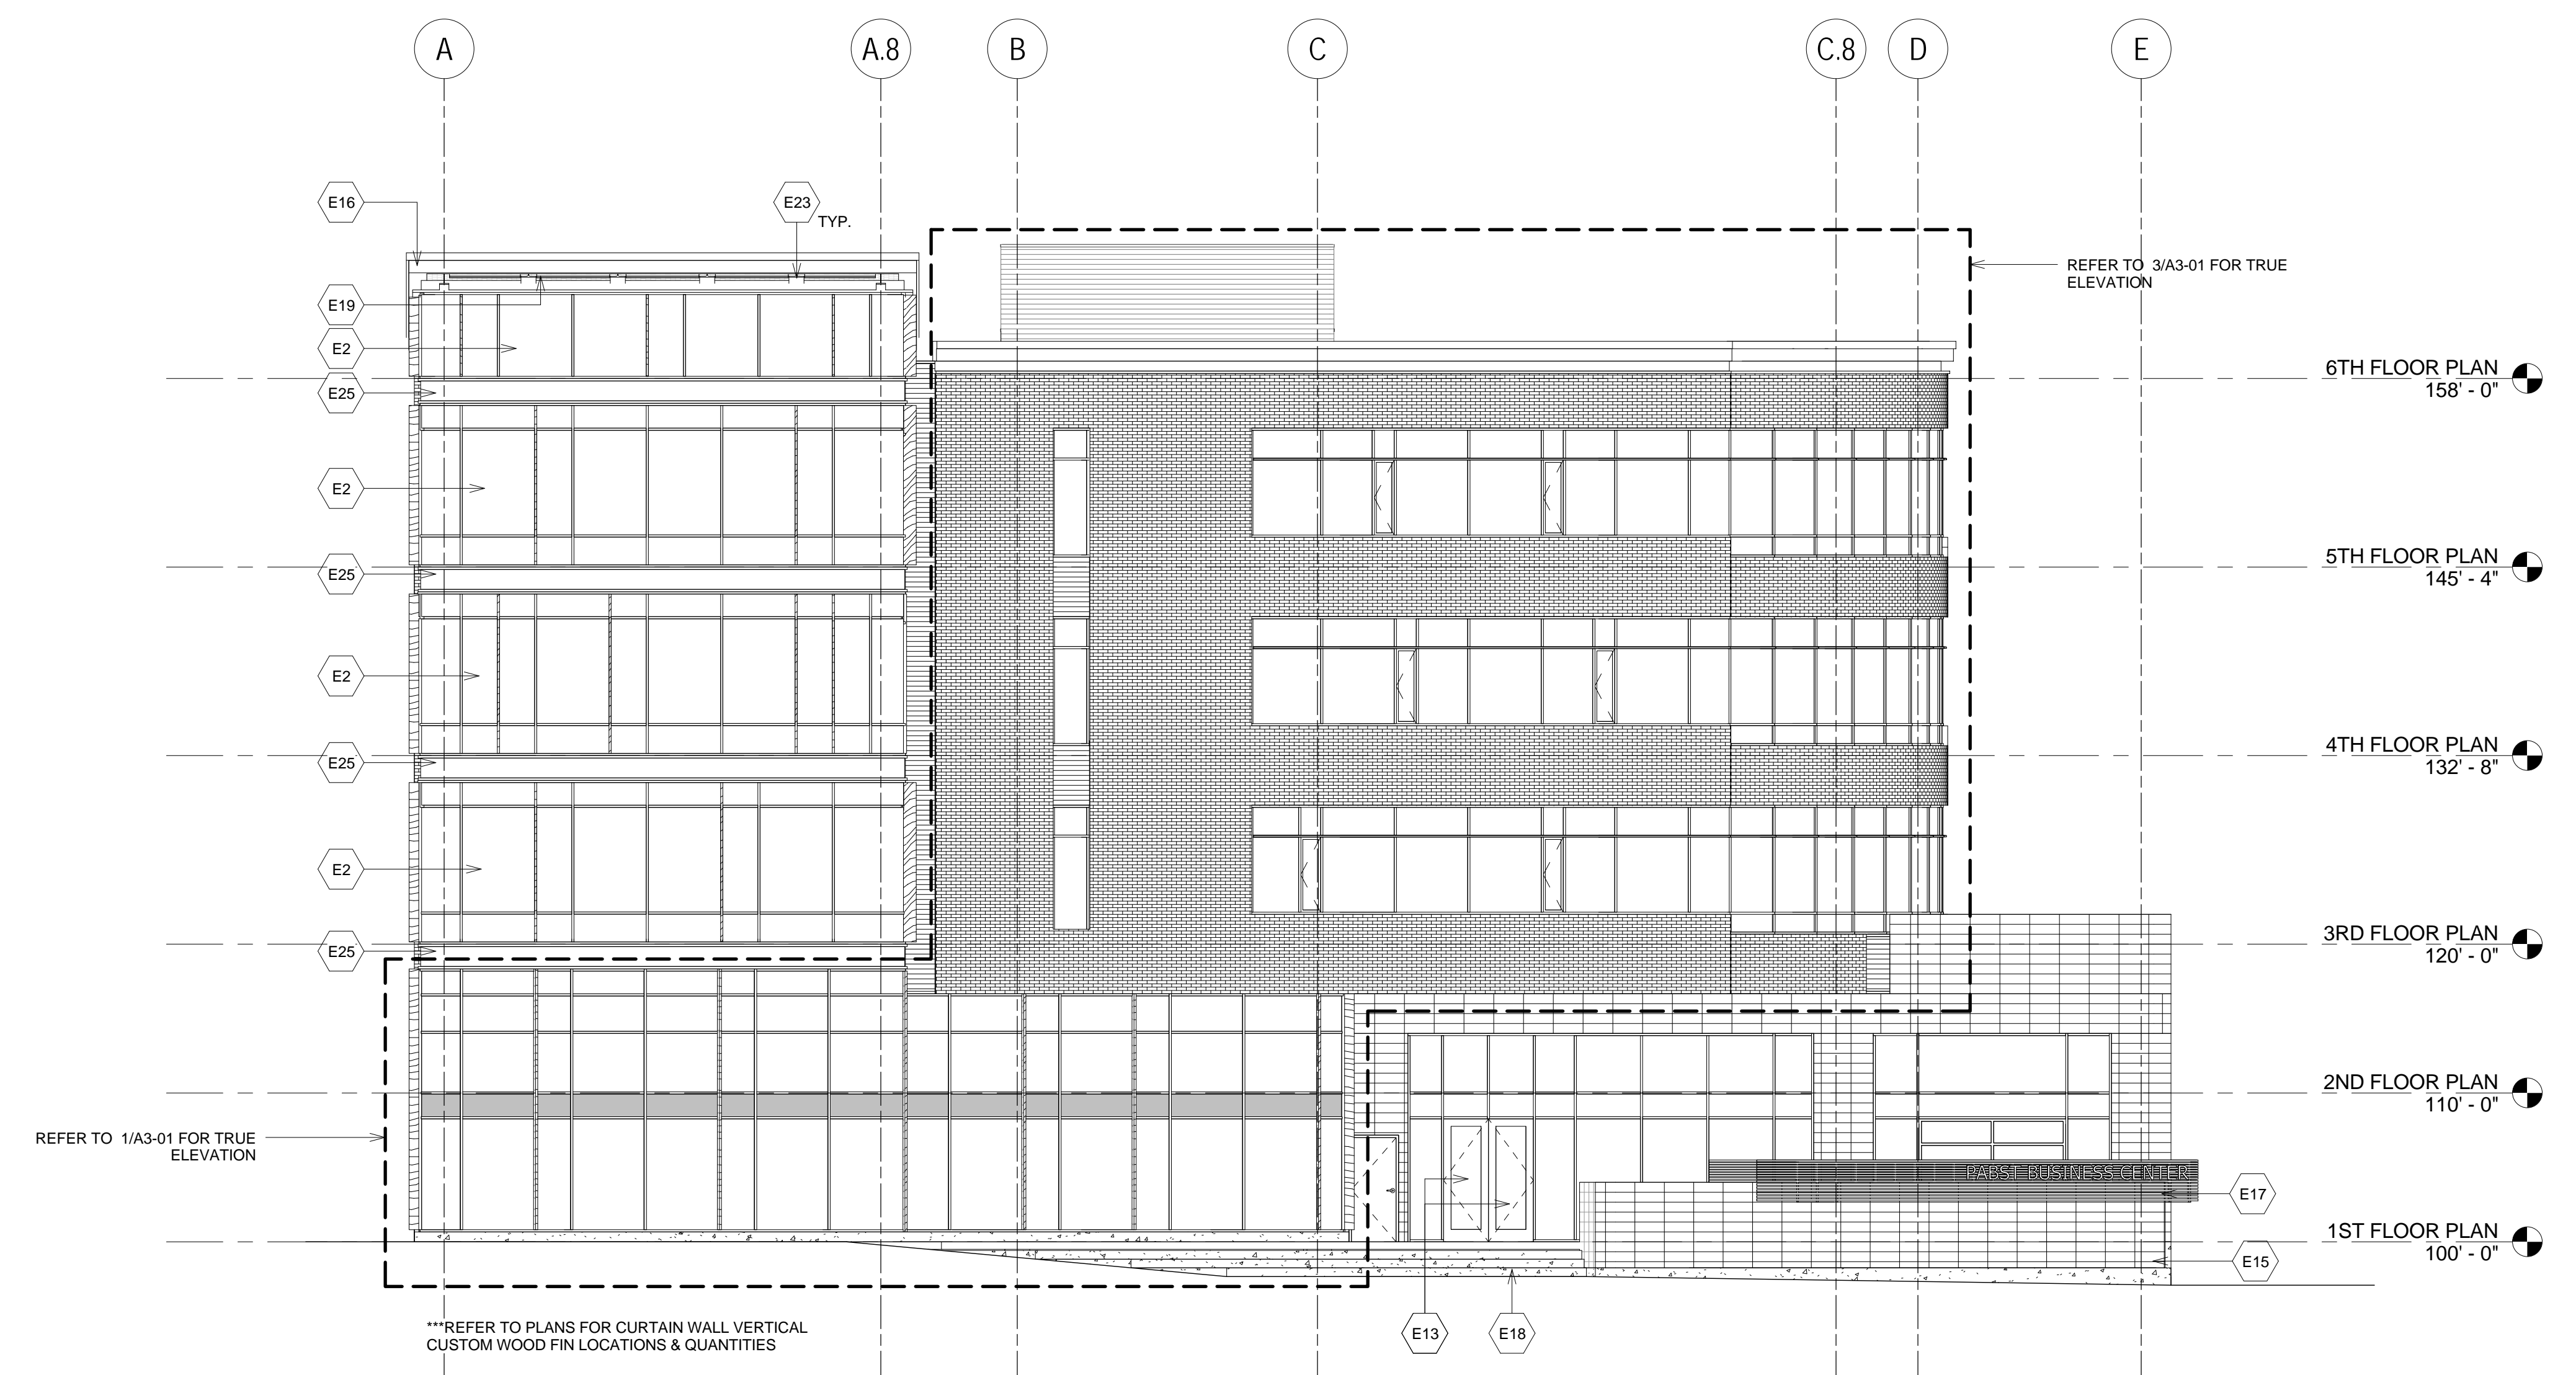 A
A.8
B
C
C.8
D
E
E16
E23
TYP.
REFER TO 3/A3-01 FOR TRUE
ELEVATION
E19
E2
E25
6TH FLOOR PLAN
158' - 0"
E2
E25
5TH FLOOR PLAN
145' - 4"
E2
E25
4TH FLOOR PLAN
132' - 8"
E2
E25
3RD FLOOR PLAN
120' - 0"
2ND FLOOR PLAN
110' - 0"
REFER TO 1/A3-01 FOR TRUE
ELEVATION
PABST BUSINESS CENTER
E17
1ST FLOOR PLAN
100' - 0"
E15
***REFER TO PLANS FOR CURTAIN WALL VERTICAL
CUSTOM WOOD FIN LOCATIONS & QUANTITIES
E13
E18